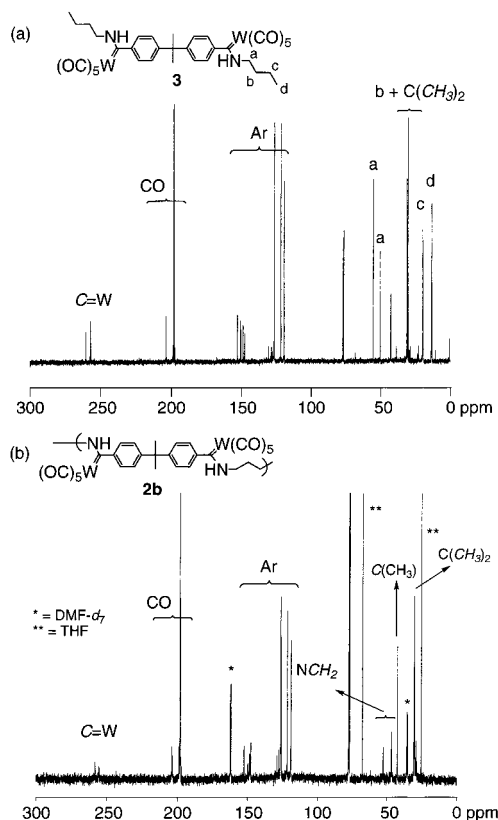 (a)
NH
W(CO)5
(OC)5W
HN
a
b
c
d
3
b + C(CH3)2
Ar
CO
a
a
d
c
C=W
300 250 200 150 100 50 0 ppm
(b)
NH
W(CO)5
(OC)5W
HN
2b
**
**
Ar
C(CH3)
C(CH3)2
CO
* = DMF-d7
** = THF
*
NCH2
*
C=W
300 250 200 150 100 50 0 ppm